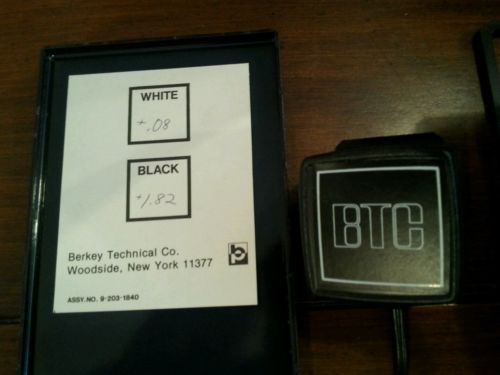 WHITE
+.08
BLACK
+1.82
Berkey Technical Co.
Woodside, New York 11377
ASSY. NO. 9-203-1840
BTC